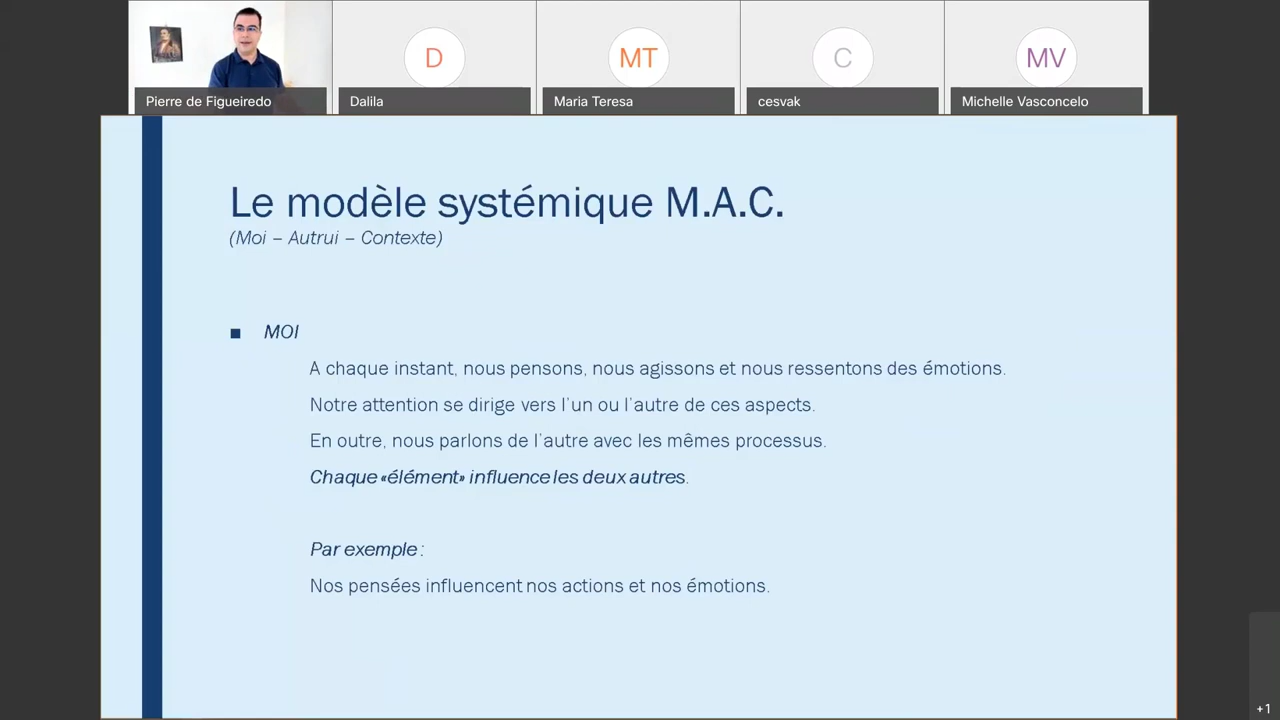 D
MT
C
MV
Pierre de Figueiredo
Dalila
Maria Teresa
cesvak
Michelle Vasconcelo
Le modèle systémique M.A.C.
(Moi – Autrui – Contexte)
■ MOI
A chaque instant, nous pensons, nous agissons et nous ressentons des émotions.
Notre attention se dirige vers l'un ou l'autre de ces aspects.
En outre, nous parlons de l'autre avec les mêmes processus.
Chaque «élément» influence les deux autres.
Par exemple :
Nos pensées influencent nos actions et nos émotions.
+1